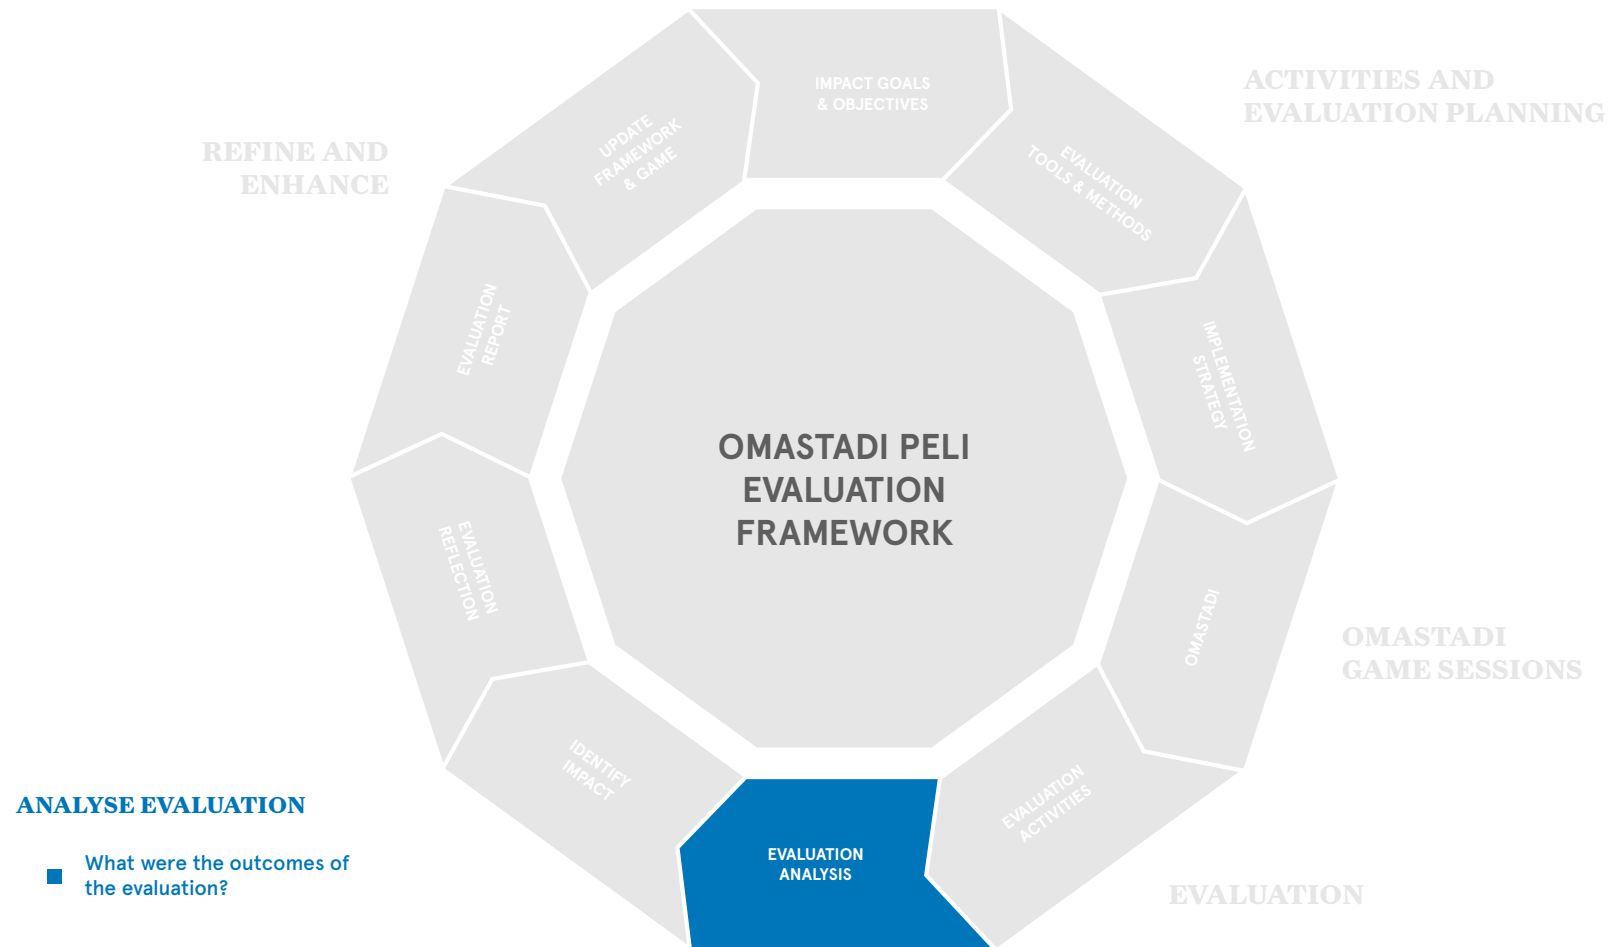 IMPACT GOALS
& OBJECTIVES
ACTIVITIES AND
EVALUATION PLANNING
EVALUATION
TOOLS & METHODS
IMPLEMENTATION
STRATEGY
OMASTADI
OMASTADI
GAME SESSIONS
EVALUATION
ACTIVITIES
EVALUATION
EVALUATION
ANALYSIS
ANALYSE EVALUATION
What were the outcomes of
the evaluation?
IDENTIFY
IMPACT
EVALUATION
REFLECTION
EVALUATION
REPORT
REFINE AND
ENHANCE
UPDATE
FRAMEWORK
& GAME
OMASTADI PELI
EVALUATION
FRAMEWORK